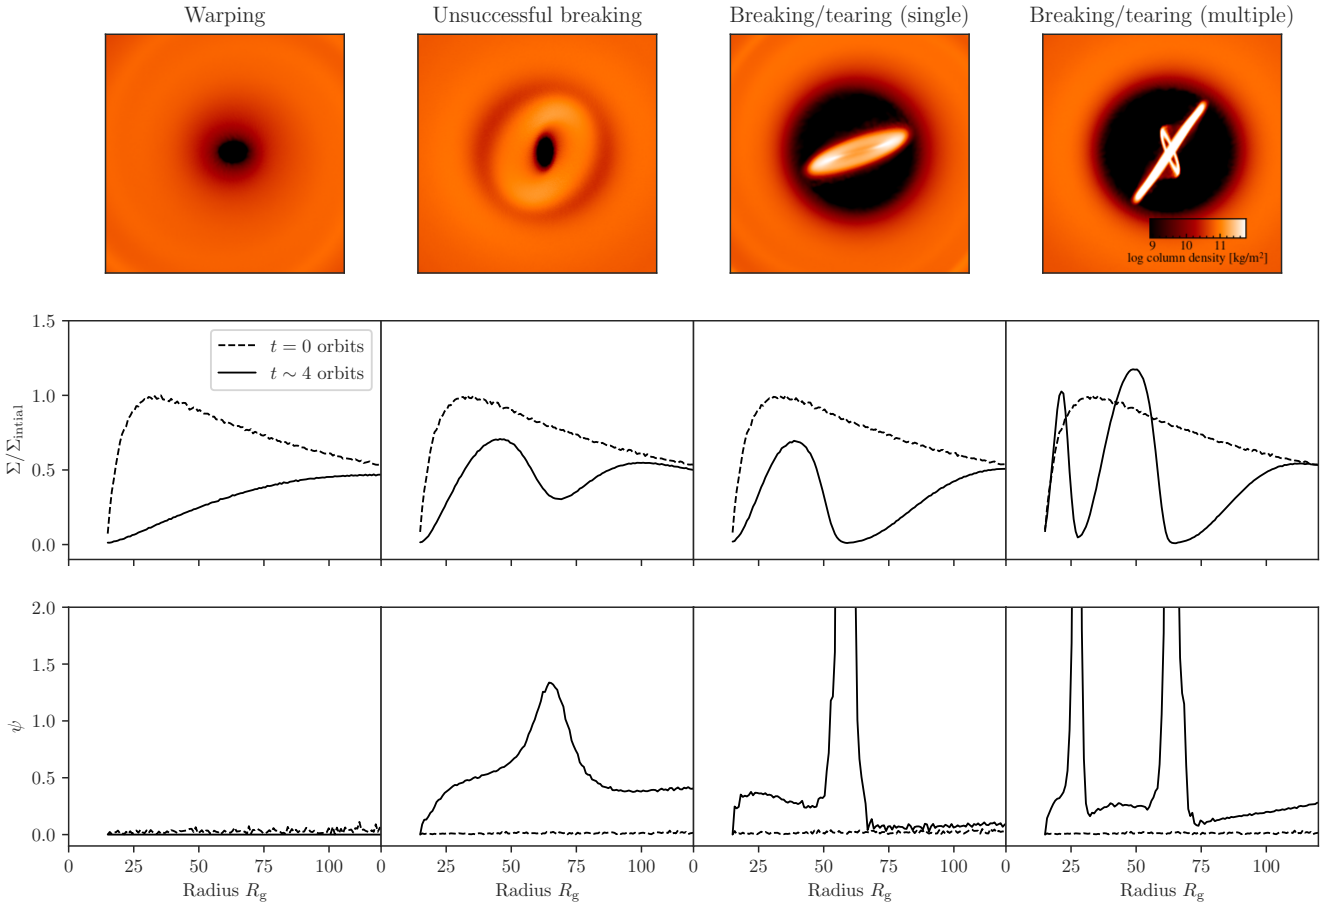 Warping
Unsuccessful breaking
Breaking/tearing (single)
Breaking/tearing (multiple)
9 10 11
log column density [kg/m²]
1.5
1.0
0.5
0.0
Σ/Σintial
t = 0 orbits
t ∼ 4 orbits
2.0
1.5
1.0
0.5
0.0
ψ
0 25 50 75 100 0 25 50 75 100 0 25 50 75 100 0 25 50 75 100
Radius Rg
Radius Rg
Radius Rg
Radius Rg